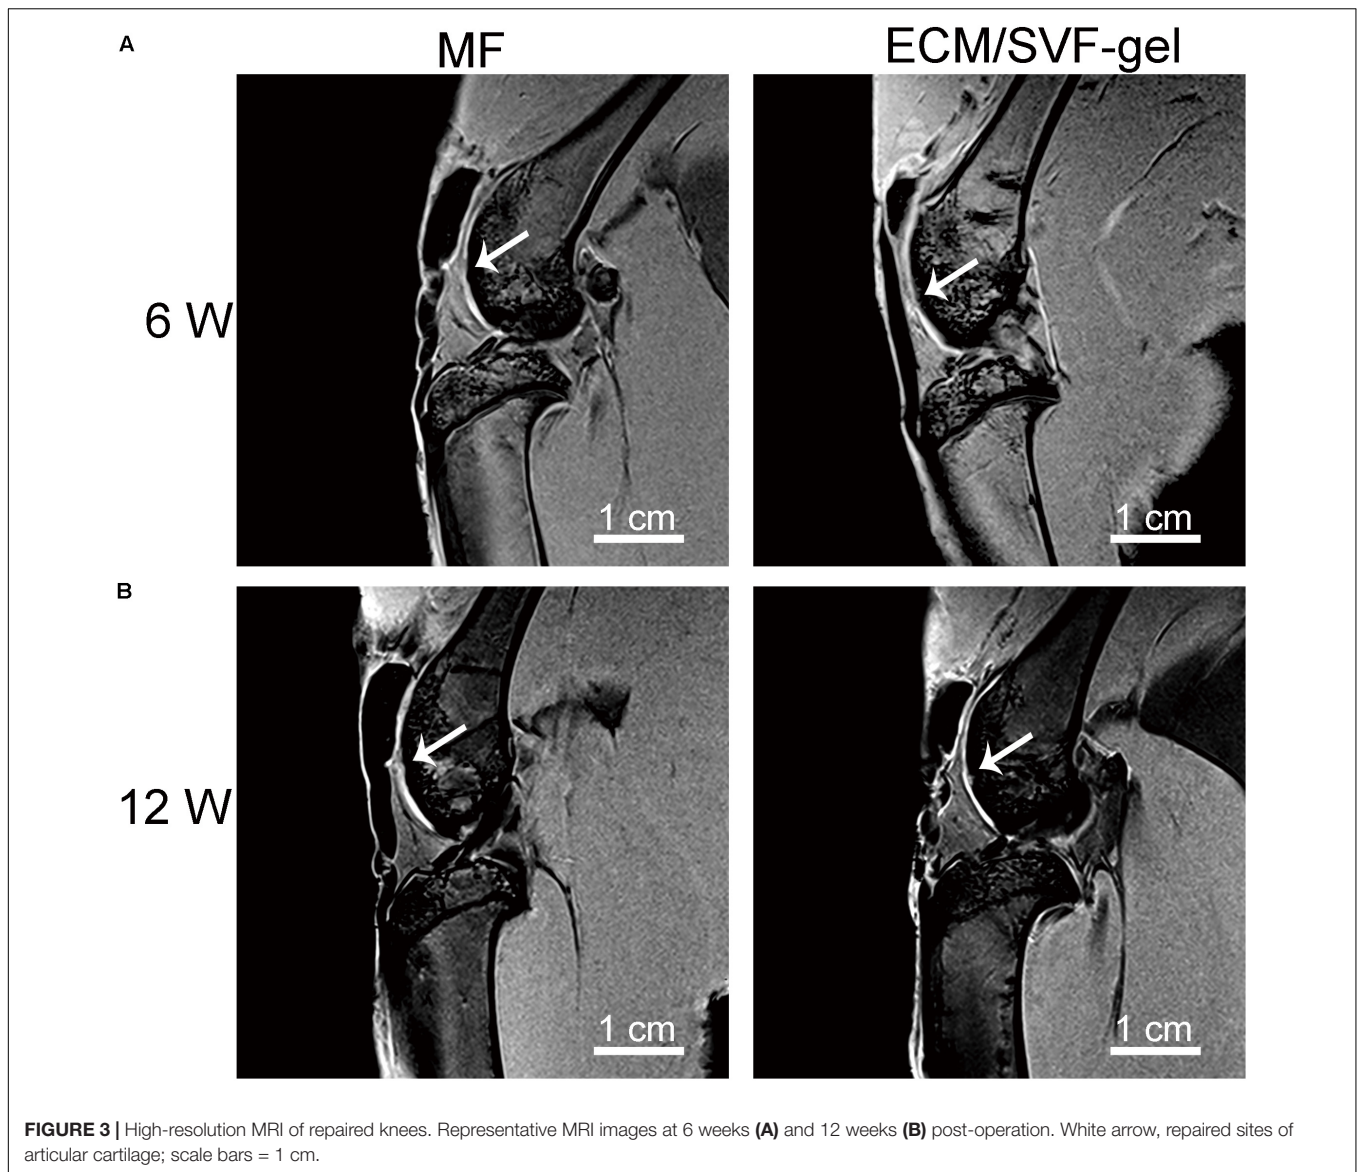 A
MF
ECM/SVF-gel
6 W
1 cm
1 cm
B
12 W
1 cm
1 cm
FIGURE 3 | High-resolution MRI of repaired knees. Representative MRI images at 6 weeks (A) and 12 weeks (B) post-operation. White arrow, repaired sites of
articular cartilage; scale bars = 1 cm.